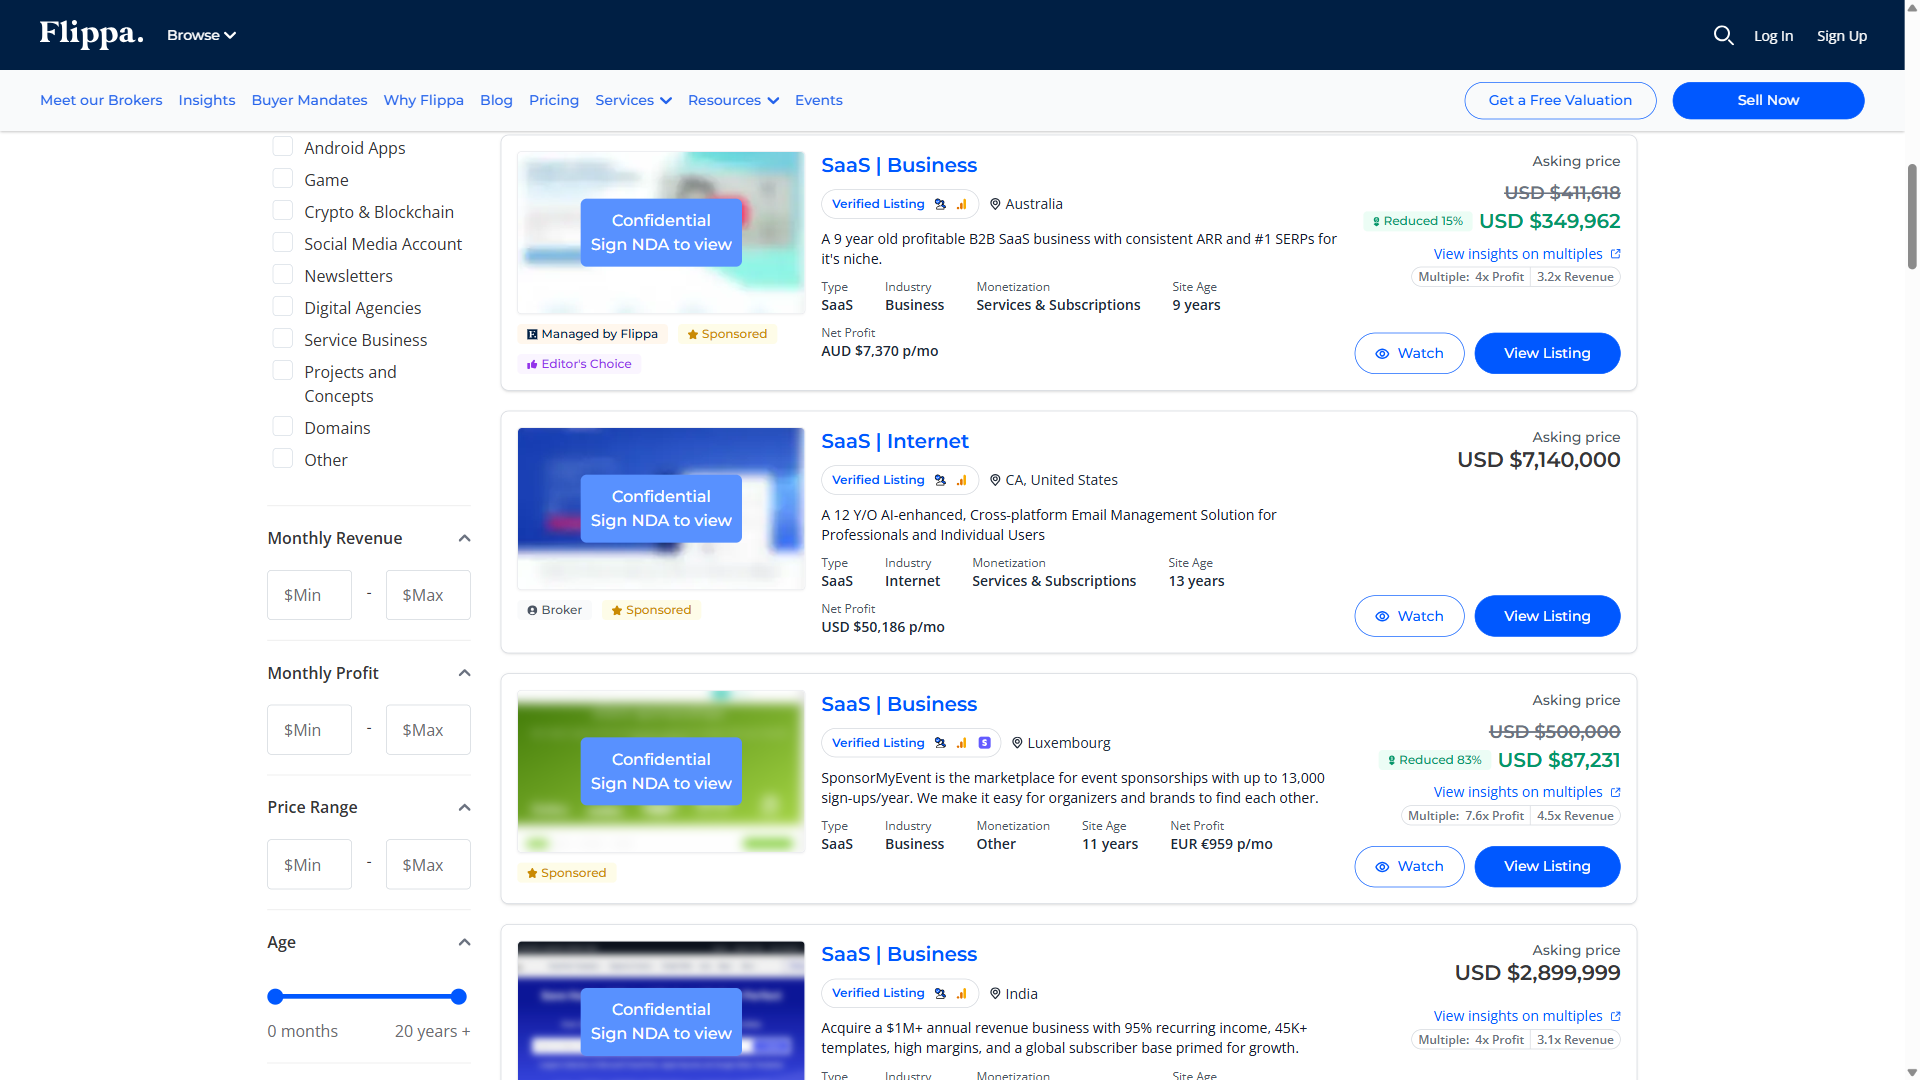 Flippa.
Browse
Log In
Sign Up
Meet our Brokers
Insights
Buyer Mandates
Why Flippa
Blog
Pricing
Services
Resources
Events
Get a Free Valuation
Sell Now
Android Apps
Game
Crypto & Blockchain
Social Media Account
Newsletters
Digital Agencies
Service Business
Projects and
Concepts
Domains
Other
Monthly Revenue
$Min - $Max
Monthly Profit
$Min - $Max
Price Range
$Min - $Max
Age
0 months
20 years +
Confidential
Sign NDA to view
Managed by Flippa
Sponsored
Editor's Choice
SaaS | Business
Verified Listing
Australia
A 9 year old profitable B2B SaaS business with consistent ARR and #1 SERPs for
it's niche.
Type
SaaS
Industry
Business
Monetization
Services & Subscriptions
Site Age
9 years
Net Profit
AUD $7,370 p/mo
Asking price
USD $411,618
Reduced 15%
USD $349,962
View insights on multiples
Multiple: 4x Profit
3.2x Revenue
Watch
View Listing
Confidential
Sign NDA to view
Broker
Sponsored
SaaS | Internet
Verified Listing
CA, United States
A 12 Y/O AI-enhanced, Cross-platform Email Management Solution for
Professionals and Individual Users
Type
SaaS
Industry
Internet
Monetization
Services & Subscriptions
Site Age
13 years
Net Profit
USD $50,186 p/mo
Asking price
USD $7,140,000
Watch
View Listing
Confidential
Sign NDA to view
Sponsored
SaaS | Business
Verified Listing
S
Luxembourg
SponsorMyEvent is the marketplace for event sponsorships with up to 13,000
sign-ups/year. We make it easy for organizers and brands to find each other.
Type
SaaS
Industry
Business
Monetization
Other
Site Age
11 years
Net Profit
EUR €959 p/mo
Asking price
USD $500,000
Reduced 83%
USD $87,231
View insights on multiples
Multiple: 7.6x Profit
4.5x Revenue
Watch
View Listing
Confidential
Sign NDA to view
SaaS | Business
Verified Listing
India
Acquire a $1M+ annual revenue business with 95% recurring income, 45K+
templates, high margins, and a global subscriber base primed for growth.
Type
Industry
Monetization
Site Age
Asking price
USD $2,899,999
View insights on multiples
Multiple: 4x Profit
3.1x Revenue